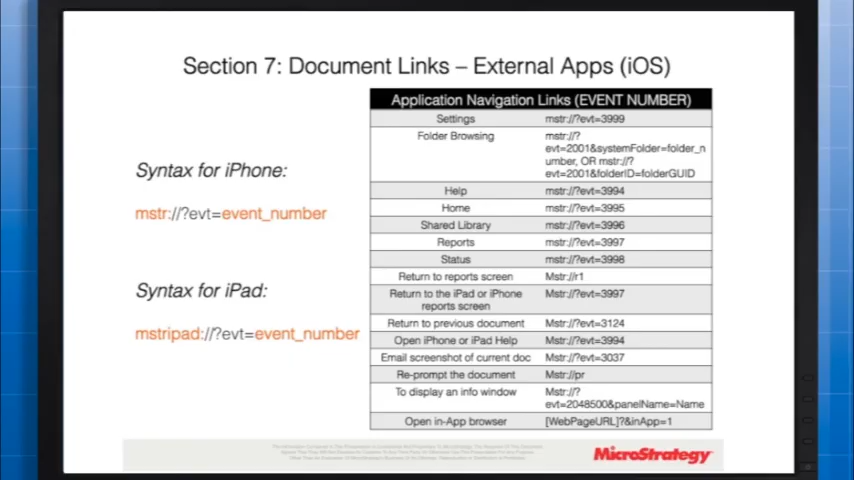 Section 7: Document Links – External Apps (iOS)
Syntax for iPhone:
mstr://?evt=event_number
Syntax for iPad:
mstripad://?evt=event_number
Application Navigation Links (EVENT NUMBER)
Settings mstr://?evt=3999
Folder Browsing mstr://?
evt=2001&systemFolder=folder_n
umber, OR mstr://?
evt=2001&folderID=folderGUID
Help mstr://?evt=3994
Home mstr://?evt=3995
Shared Library mstr://?evt=3996
Reports mstr://?evt=3997
Status mstr://?evt=3998
Return to reports screen Mstr://r1
Return to the iPad or iPhone Mstr://?evt=3997
reports screen
Return to previous document Mstr://?evt=3124
Open iPhone or iPad Help Mstr://?evt=3994
Email screenshot of current doc Mstr://?evt=3037
Re-prompt the document Mstr://pr
To display an info window Mstr://?
evt=2048500&panelName=Name
Open in-App browser [WebPageURL]?&inApp=1
MicroStrategy